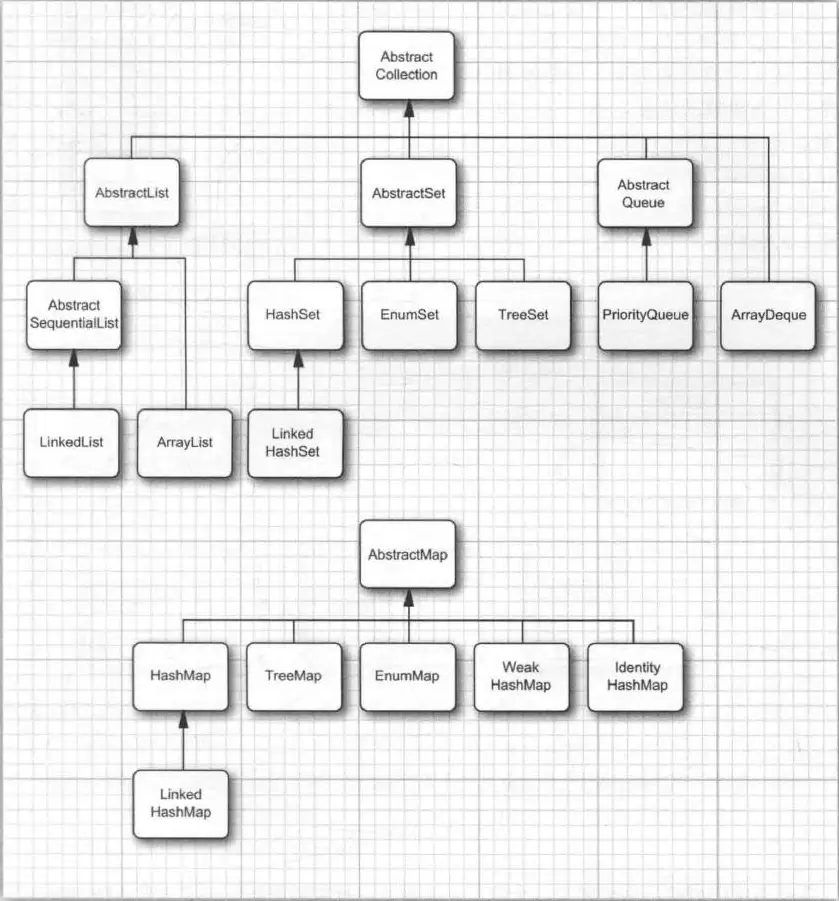 Abstract
Collection
AbstractList
AbstractSet
Abstract
Queue
Abstract
SequentialList
HashSet
EnumSet
TreeSet
PriorityQueue
ArrayDeque
LinkedList
ArrayList
Linked
HashSet
AbstractMap
HashMap
TreeMap
EnumMap
Weak
HashMap
Identity
HashMap
Linked
HashMap